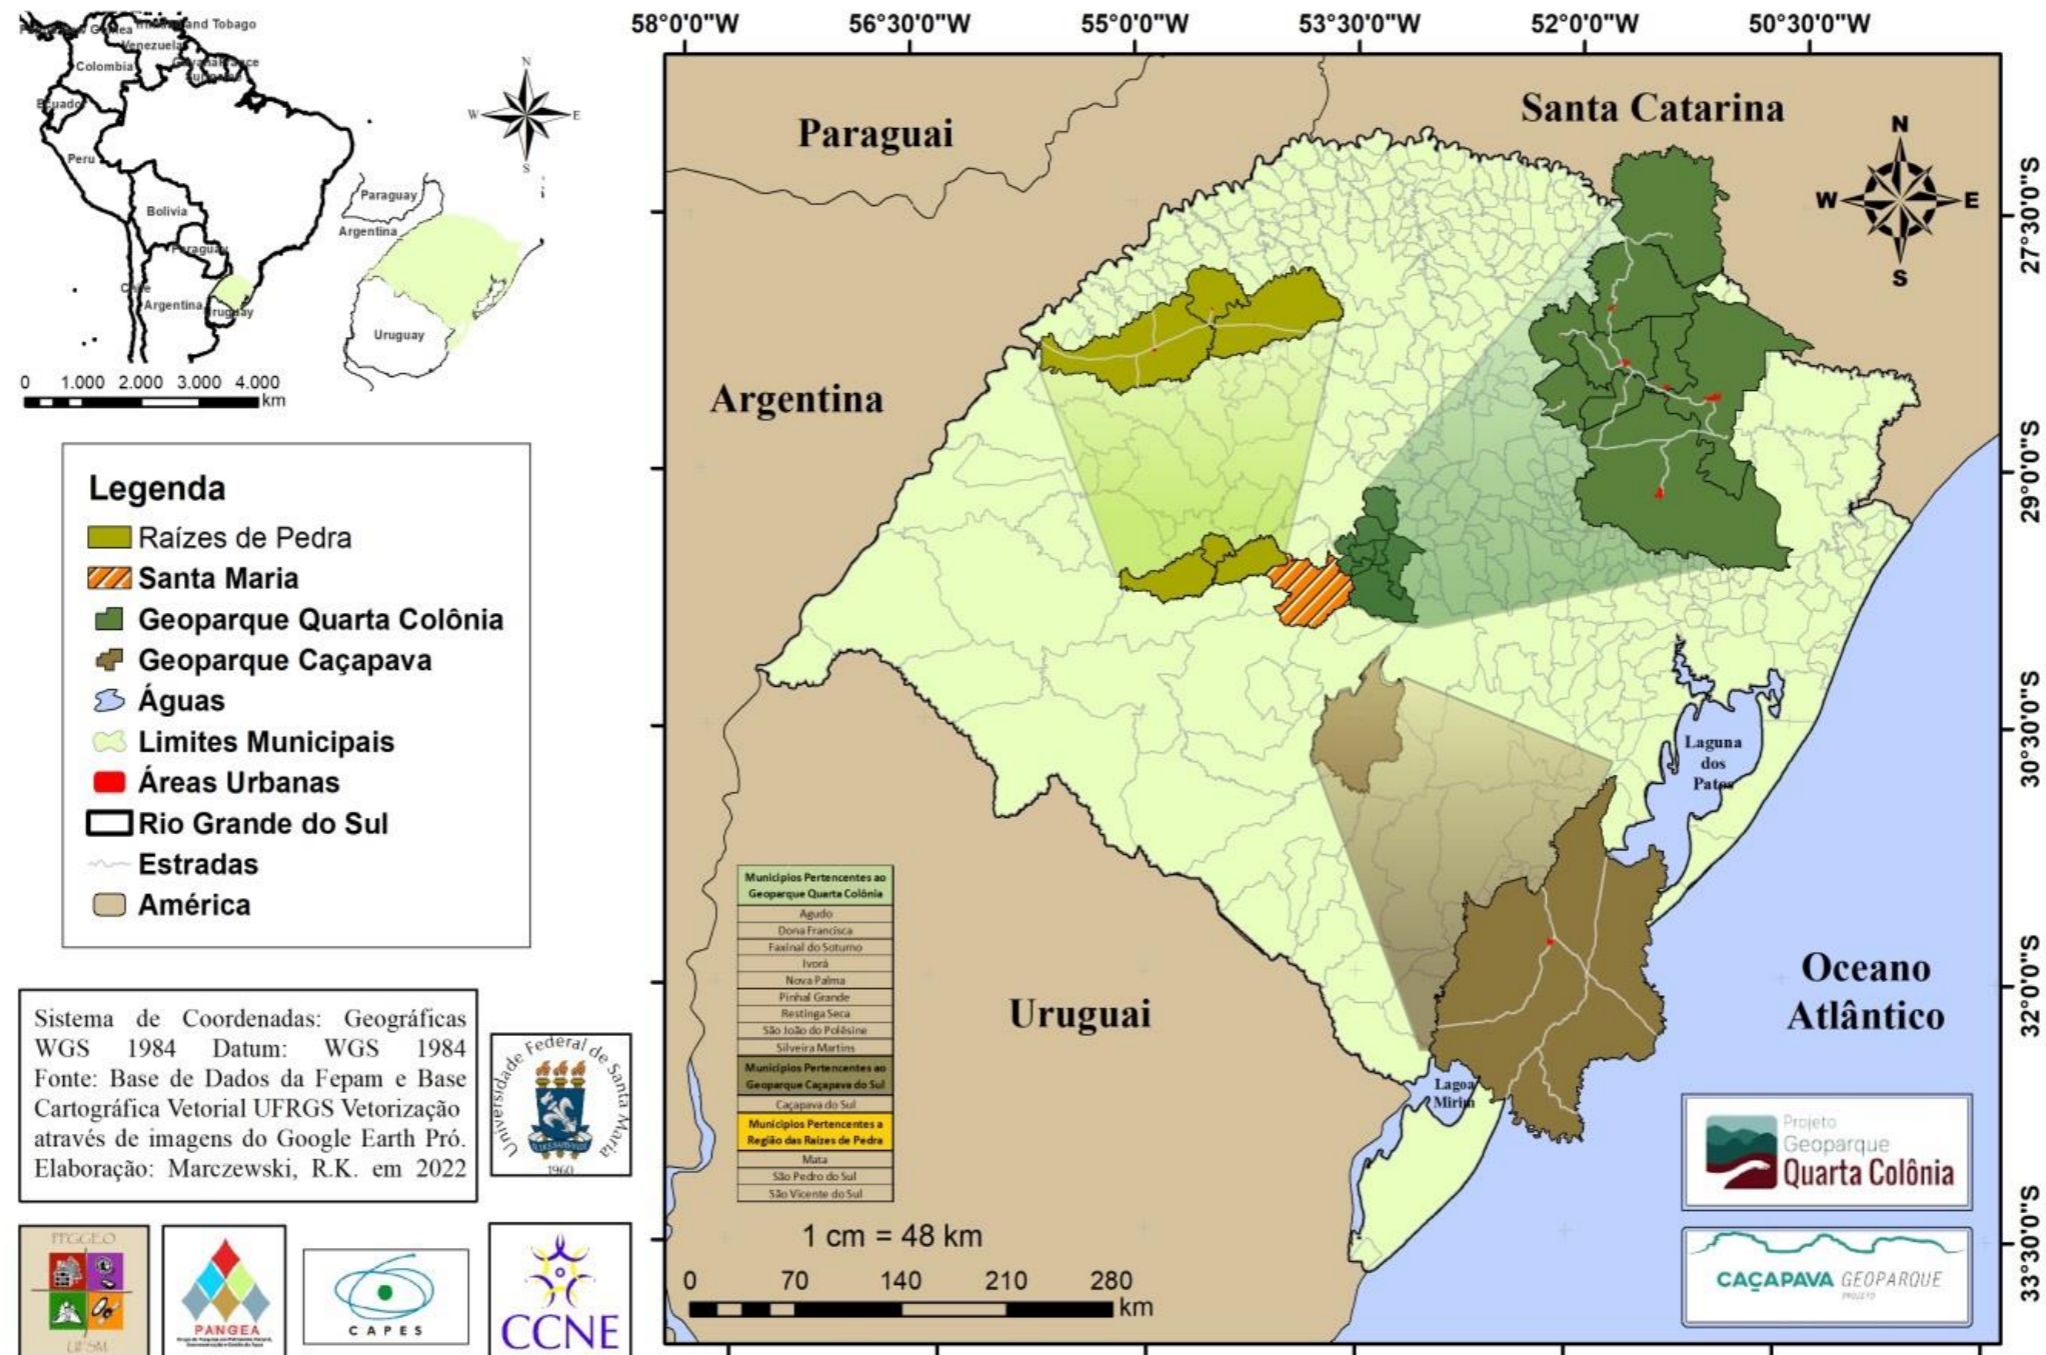 Trinidad and Tobago
Venezuela
Colombia
Ecuador
Peru
Bolivia
Paraguay
Argentina
Uruguay
N
W
E
S
Paraguay
Argentina
Uruguay
0 1.000 2.000 3.000 4.000
km
Legenda
Raízes de Pedra
Santa Maria
Geoparque Quarta Colônia
Geoparque Caçapava
Águas
Limites Municipais
Áreas Urbanas
Rio Grande do Sul
Estradas
América
Sistema de Coordenadas: Geográficas
WGS 1984 Datum: WGS 1984
Fonte: Base de Dados da Fepam e Base
Cartográfica Vetorial UFRGS Vetorização
através de imagens do Google Earth Pró.
Elaboração: Marczewski, R.K. em 2022
Universidade Federal de Santa Maria
1960
PPGGEO
UFSM
PANGEA
CAPES
CCNE
58°0'0"W 56°30'0"W 55°0'0"W 53°30'0"W 52°0'0"W 50°30'0"W
Paraguai
Santa Catarina
N
W
E
S
Argentina
Uruguai
Laguna
dos
Patos
Lagoa
Mirim
Oceano
Atlântico
27°30'0"S
29°0'0"S
30°30'0"S
32°0'0"S
33°30'0"S
Municipios Pertencentes ao
Geoparque Quarta Colônia
Agudo
Dona Francisca
Faxinal do Soturno
Ivorá
Nova Palma
Pinhal Grande
Restinga Seca
São João do Polêsine
Silveira Martins
Municipios Pertencentes ao
Geoparque Caçapava do Sul
Caçapava do Sul
Municipios Pertencentes a
Região das Raízes de Pedra
Mata
São Pedro do Sul
São Vicente do Sul
1 cm = 48 km
0 70 140 210 280
km
Projeto
Geoparque
Quarta Colônia
CAÇAPAVA GEOPARQUE
PROJETO